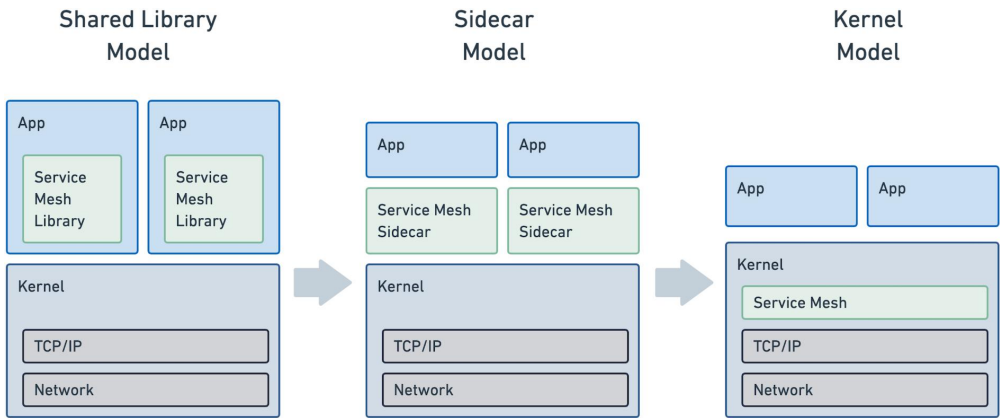 Shared Library
Model
Sidecar
Model
Kernel
Model
App
Service
Mesh
Library
App
Service
Mesh
Library
Kernel
TCP/IP
Network
App
App
Service Mesh
Sidecar
Service Mesh
Sidecar
Kernel
TCP/IP
Network
App
App
Kernel
Service Mesh
TCP/IP
Network